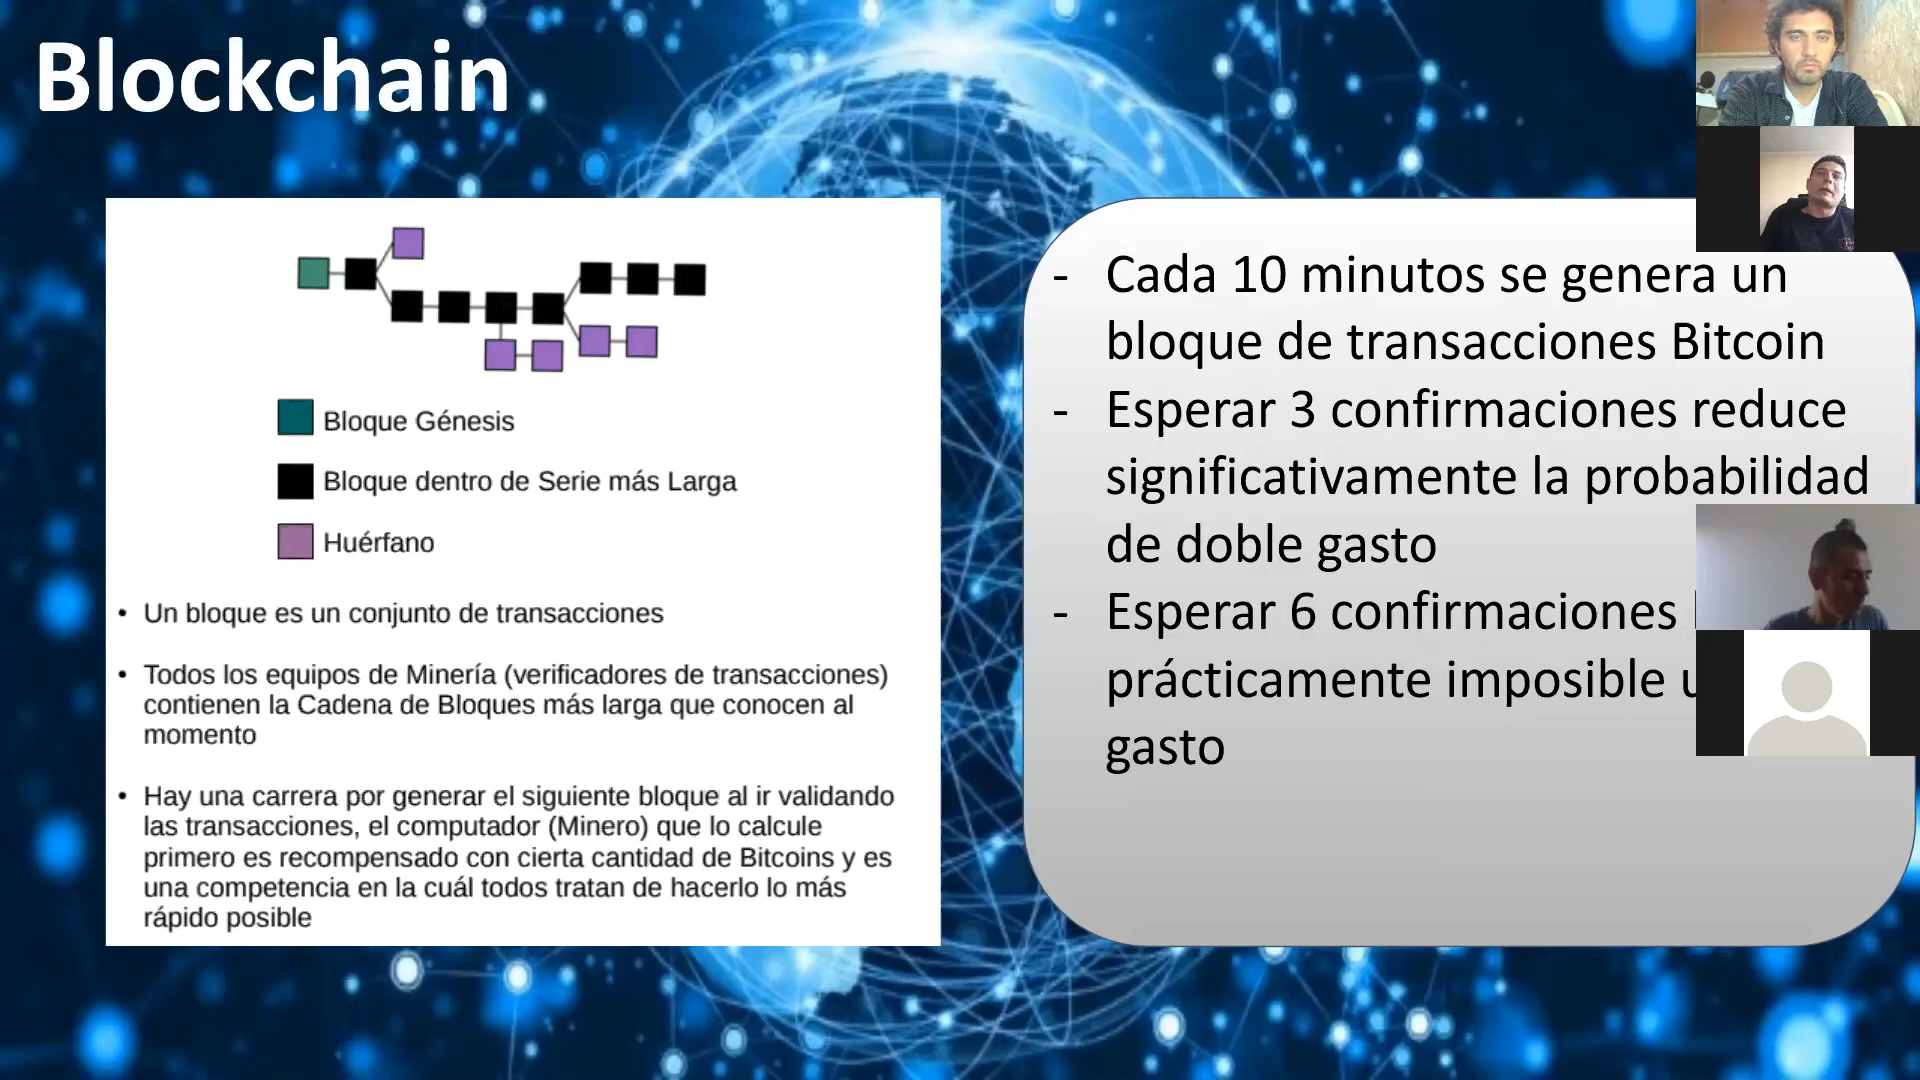 Blockchain
Bloque Génesis
Bloque dentro de Serie más Larga
Huérfano
• Un bloque es un conjunto de transacciones
• Todos los equipos de Minería (verificadores de transacciones)
contienen la Cadena de Bloques más larga que conocen al
momento
• Hay una carrera por generar el siguiente bloque al ir validando
las transacciones, el computador (Minero) que lo calcule
primero es recompensado con cierta cantidad de Bitcoins y es
una competencia en la cuál todos tratan de hacerlo lo más
rápido posible
- Cada 10 minutos se genera un
bloque de transacciones Bitcoin
- Esperar 3 confirmaciones reduce
significativamente la probabilidad
de doble gasto
- Esperar 6 confirmaciones
prácticamente imposible
gasto